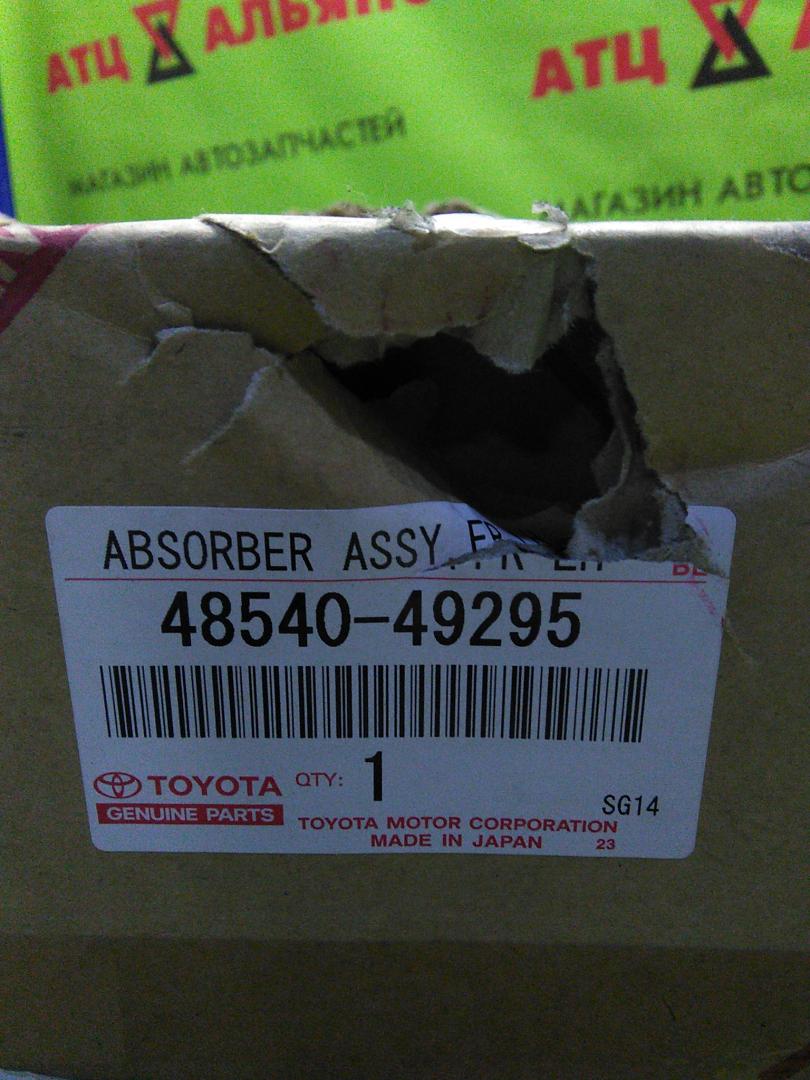 АТЦ АЛЬЯНС
АТЦ
МАГАЗИН АВТОЗАПЧАСТЕЙ
МАГАЗИН АВТО
ABSORBER ASSY, FR
48540-49295
TOYOTA QTY: 1
GENUINE PARTS
SG14
TOYOTA MOTOR CORPORATION
MADE IN JAPAN 23